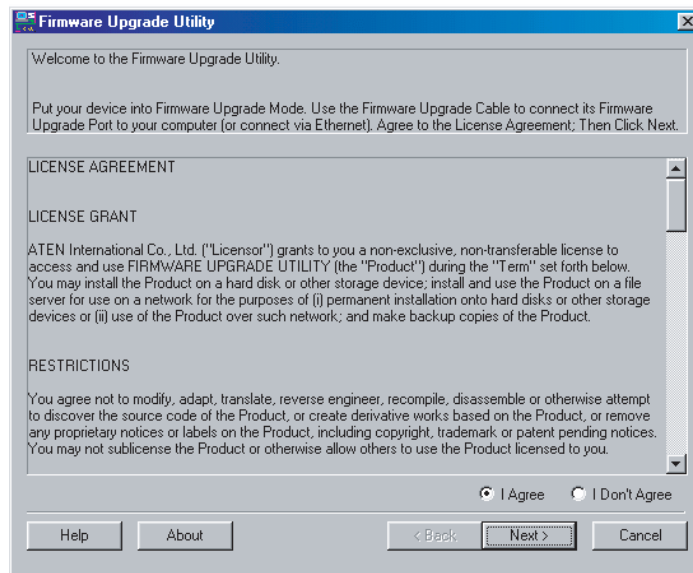 Firmware Upgrade Utility
Welcome to the Firmware Upgrade Utility.
Put your device into Firmware Upgrade Mode. Use the Firmware Upgrade Cable to connect its Firmware
Upgrade Port to your computer (or connect via Ethernet). Agree to the License Agreement; Then Click Next.
LICENSE AGREEMENT
LICENSE GRANT
ATEN International Co., Ltd. ("Licensor") grants to you a non-exclusive, non-transferable license to
access and use FIRMWARE UPGRADE UTILITY (the "Product") during the "Term" set forth below.
You may install the Product on a hard disk or other storage device; install and use the Product on a file
server for use on a network for the purposes of (i) permanent installation onto hard disks or other storage
devices or (ii) use of the Product over such network; and make backup copies of the Product.
RESTRICTIONS
You agree not to modify, adapt, translate, reverse engineer, recompile, disassemble or otherwise attempt
to discover the source code of the Product, or create derivative works based on the Product, or remove
any proprietary notices or labels on the Product, including copyright, trademark or patent pending notices.
You may not sublicense the Product or otherwise allow others to use the Product licensed to you.
I Agree I Don't Agree
Help About < Back Next > Cancel